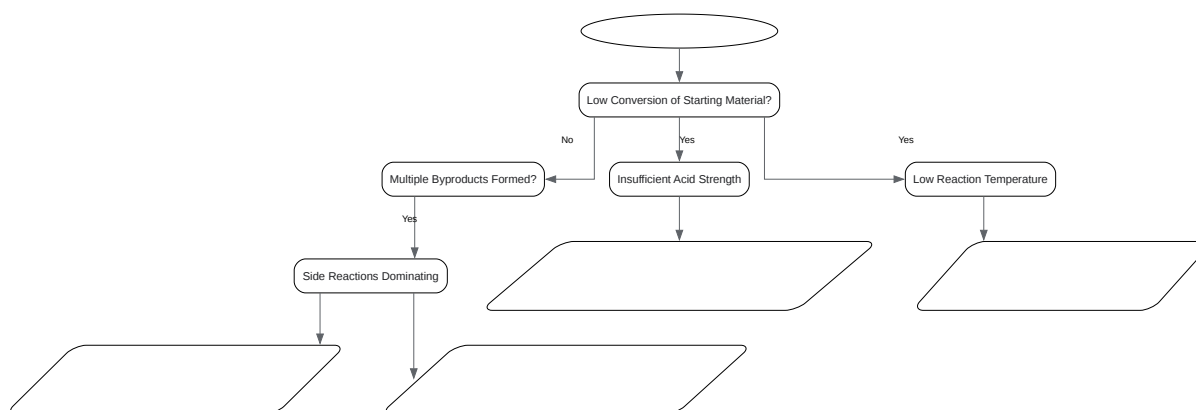 Low Conversion of Starting Material?
No
Yes
Yes
Multiple Byproducts Formed?
Insufficient Acid Strength
Low Reaction Temperature
Yes
Side Reactions Dominating